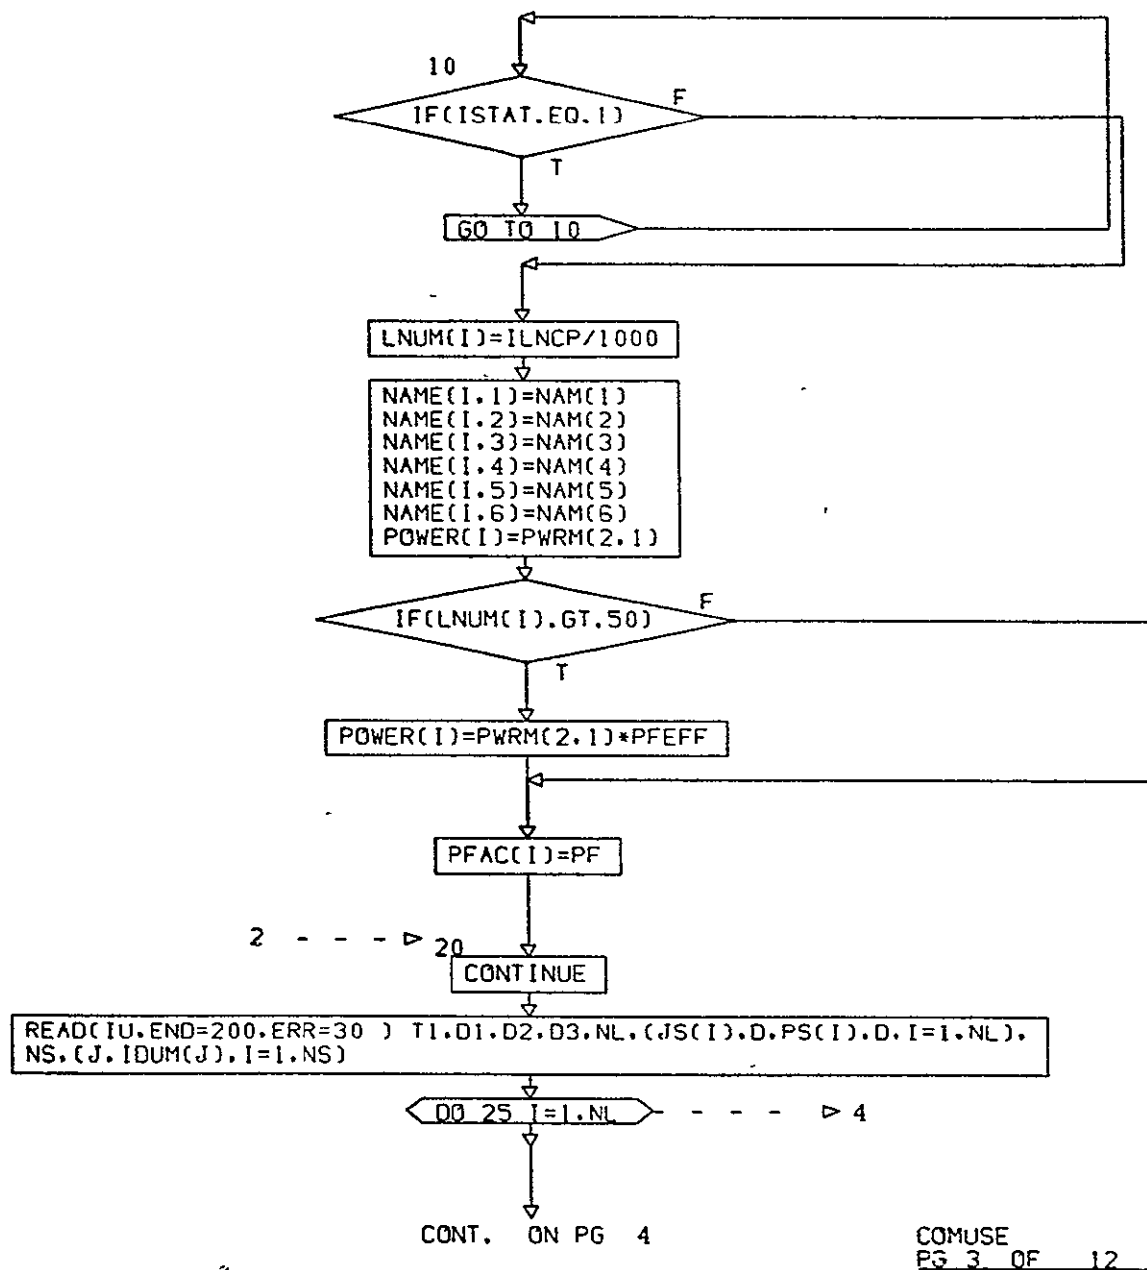 10
IF(ISTAT.EQ.1)
F
T
GO TO 10
LNUM(I)=ILNCP/1000
NAME(I.1)=NAM(1)
NAME(I.2)=NAM(2)
NAME(I.3)=NAM(3)
NAME(I.4)=NAM(4)
NAME(I.5)=NAM(5)
NAME(I.6)=NAM(6)
POWER(I)=PWRM(2.1)
IF(LNUM(I).GT.50)
F
T
POWER(I)=PWRM(2.1)*PFEFF
PFAC(I)=PF
2 - - - 20
CONTINUE
READ(IU.END=200.ERR=30 ) T1.D1.D2.D3.NL.(JS(I).D.PS(I).D.I=1.NL).
NS.(J.IDUM(J).I=1.NS)
DO 25 I=1.NL - - - - 4
CONT. ON PG 4
COMUSE
PG 3 OF 12